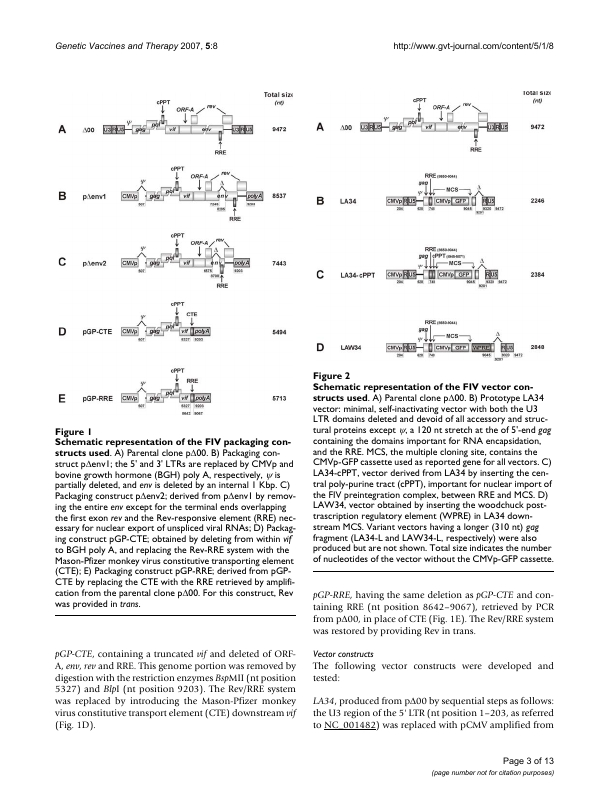 Genetic Vaccines and Therapy 2007, 5:8
http://www.gvt-journal.com/content/5/1/8
Total size
(nt)
cPPT
ORF-A
rev
A
Δ00
U3 R U5
Ψ
gag
pol
vif
env
U3 R U5
9472
RRE
cPPT
ORF-A
rev
B
pΔenv1
CMVp
Ψ
gag
pol
vif
env
Δ
polyA
8537
RRE
cPPT
ORF-A
rev
C
pΔenv2
CMVp
Ψ
gag
pol
vif
env
Δ
polyA
7443
RRE
cPPT
CTE
D
pGP-CTE
CMVp
Ψ
gag
pol
vif
polyA
5494
cPPT
RRE
E
pGP-RRE
CMVp
Ψ
gag
pol
vif
polyA
5713
Figure 1
Schematic representation of the FIV packaging con-
structs used. A) Parental clone pΔ00. B) Packaging con-
struct pΔenv1; the 5' and 3' LTRs are replaced by CMVp and
bovine growth hormone (BGH) poly A, respectively, ψ is
partially deleted, and env is deleted by an internal 1 Kbp. C)
Packaging construct pΔenv2; derived from pΔenv1 by remov-
ing the entire env except for the terminal ends overlapping
the first exon rev and the Rev-responsive element (RRE) nec-
essary for nuclear export of unspliced viral RNAs; D) Packag-
ing construct pGP-CTE; obtained by deleting from within vif
to BGH poly A, and replacing the Rev-RRE system with the
Mason-Pfizer monkey virus constitutive transporting element
(CTE); E) Packaging construct pGP-RRE; derived from pGP-
CTE by replacing the CTE with the RRE retrieved by amplifi-
cation from the parental clone pΔ00. For this construct, Rev
was provided in trans.
pGP-CTE, containing a truncated vif and deleted of ORF-
A, env, rev and RRE. This genome portion was removed by
digestion with the restriction enzymes BspMII (nt position
5327) and BlpI (nt position 9203). The Rev/RRE system
was replaced by introducing the Mason-Pfizer monkey
virus constitutive transport element (CTE) downstream vif
(Fig. 1D).
Total size
(nt)
cPPT
ORF-A
rev
A
Δ00
U3 R U5
Ψ
gag
pol
vif
env
U3 R U5
9472
RRE
RRE
gag
MCS
Δ
B
LA34
CMVp R U5
CMVp GFP
R U5
2246
RRE
gag
cPPT
MCS
Δ
C
LA34-cPPT
CMVp R U5
CMVp GFP
R U5
2384
RRE
gag
MCS
Δ
D
LAW34
CMVp R U5
CMVp GFP
WPRE
R U5
2848
Figure 2
Schematic representation of the FIV vector con-
structs used. A) Parental clone pΔ00. B) Prototype LA34
vector: minimal, self-inactivating vector with both the U3
LTR domains deleted and devoid of all accessory and struc-
tural proteins except ψ, a 120 nt stretch at the of 5'-end gag
containing the domains important for RNA encapsidation,
and the RRE. MCS, the multiple cloning site, contains the
CMVp-GFP cassette used as reported gene for all vectors. C)
LA34-cPPT, vector derived from LA34 by inserting the cen-
tral poly-purine tract (cPPT), important for nuclear import of
the FIV preintegration complex, between RRE and MCS. D)
LAW34, vector obtained by inserting the woodchuck post-
trascription regulatory element (WPRE) in LA34 down-
stream MCS. Variant vectors having a longer (310 nt) gag
fragment (LA34-L and LAW34-L, respectively) were also
produced but are not shown. Total size indicates the number
of nucleotides of the vector without the CMVp-GFP cassette.
pGP-RRE, having the same deletion as pGP-CTE and con-
taining RRE (nt position 8642–9067), retrieved by PCR
from pΔ00, in place of CTE (Fig. 1E). The Rev/RRE system
was restored by providing Rev in trans.
Vector constructs
The following vector constructs were developed and
tested:
LA34, produced from pΔ00 by sequential steps as follows:
the U3 region of the 5' LTR (nt position 1–203, as referred
to NC_001482) was replaced with pCMV amplified from
Page 3 of 13
(page number not for citation purposes)